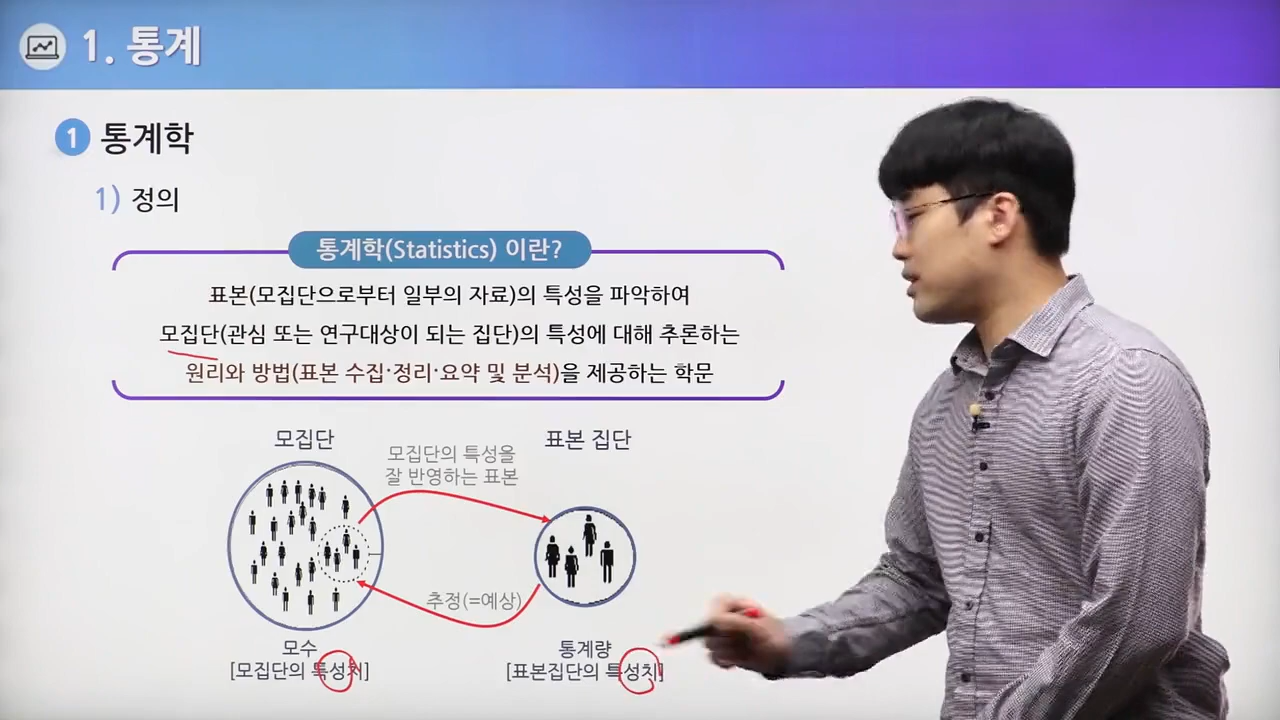 1. 통계
1 통계학
1) 정의
통계학(Statistics) 이란?
표본(모집단으로부터 일부의 자료)의 특성을 파악하여
모집단(관심 또는 연구대상이 되는 집단)의 특성에 대해 추론하는
원리와 방법(표본 수집·정리·요약 및 분석)을 제공하는 학문
모집단
표본 집단
모집단의 특성을
잘 반영하는 표본
추정(=예상)
모수
[모집단의 특성치]
통계량
[표본집단의 특성치]